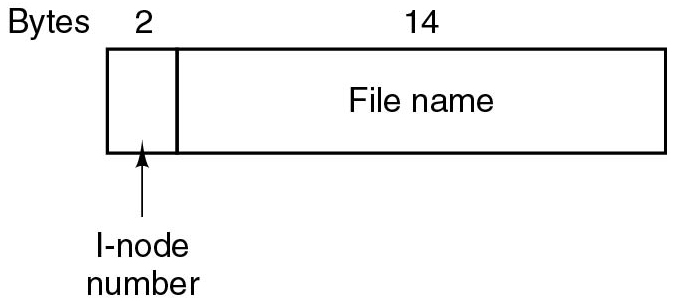 Bytes 2 14
File name
I-node
number